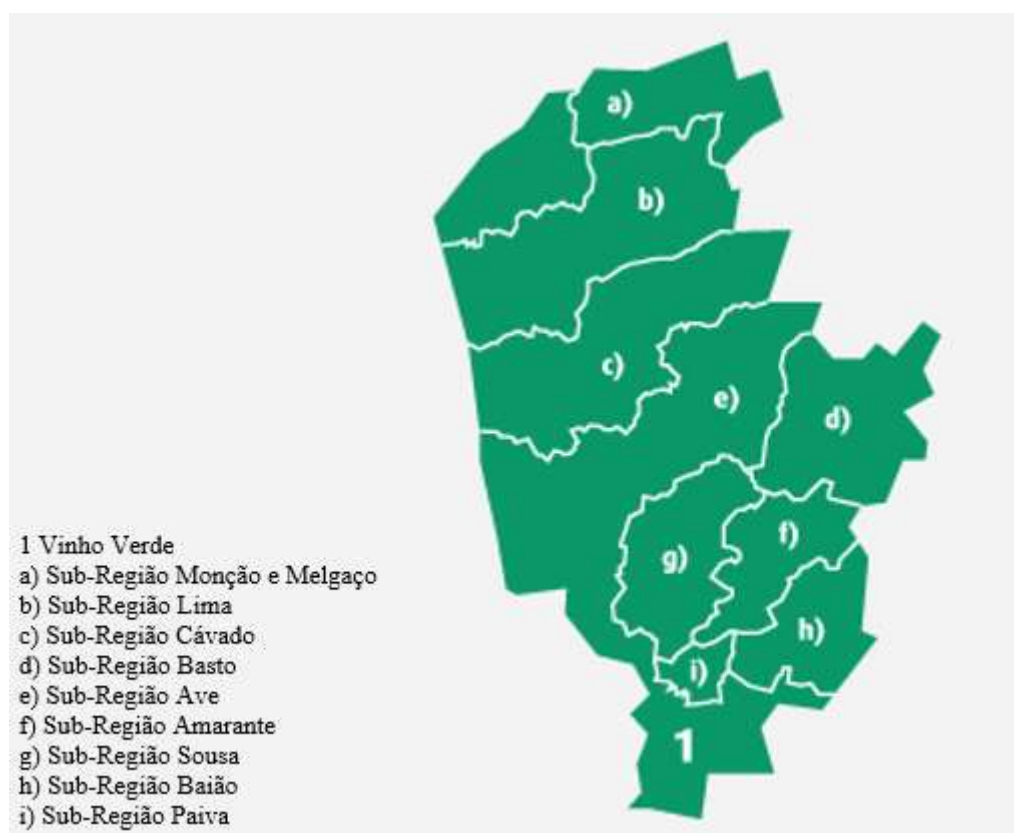 a)
b)
c)
e)
d)
f)
g)
h)
i)
1
1 Vinho Verde
a) Sub-Região Monção e Melgaço
b) Sub-Região Lima
c) Sub-Região Cávado
d) Sub-Região Basto
e) Sub-Região Ave
f) Sub-Região Amarante
g) Sub-Região Sousa
h) Sub-Região Baião
i) Sub-Região Paiva